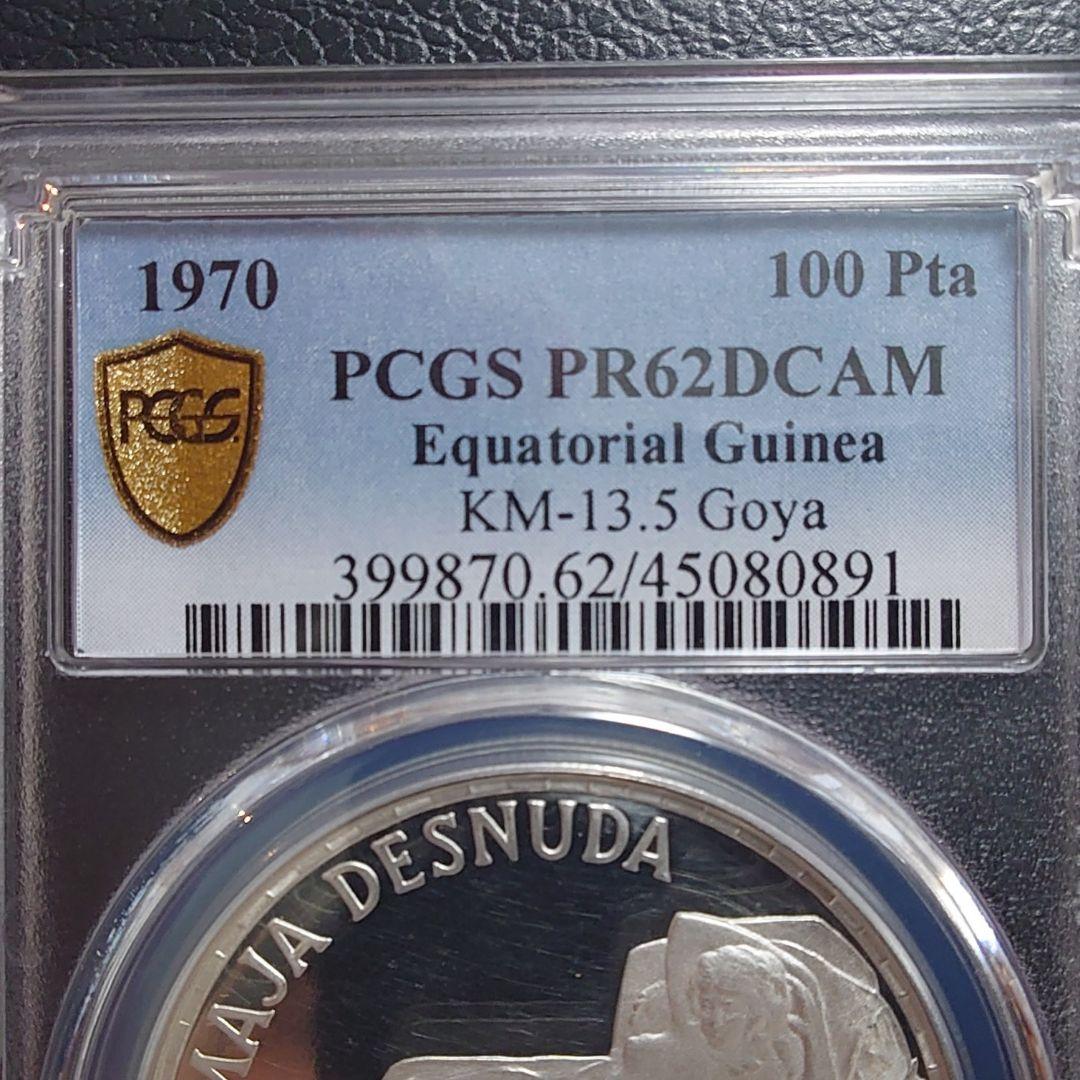 1970 100 Pta
PCGS PR62DCAM
PCGS
Equatorial Guinea
KM-13.5 Goya
399870.62/45080891
MAJA DESNUDA